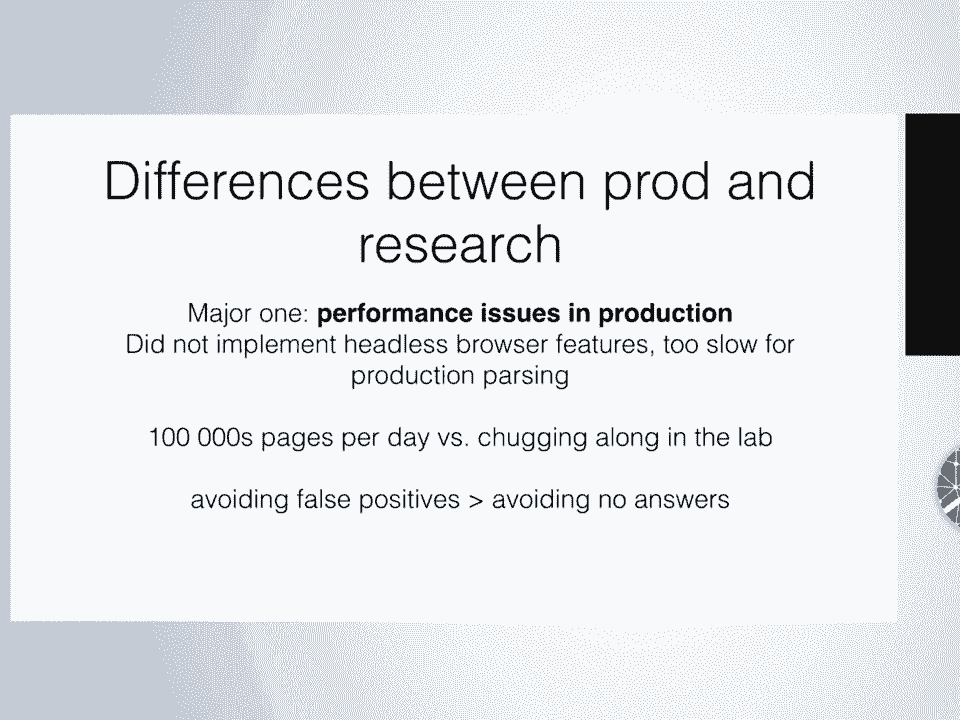 Differences between prod and
research
Major one: performance issues in production
Did not implement headless browser features, too slow for
production parsing
100 000s pages per day vs. chugging along in the lab
avoiding false positives > avoiding no answers